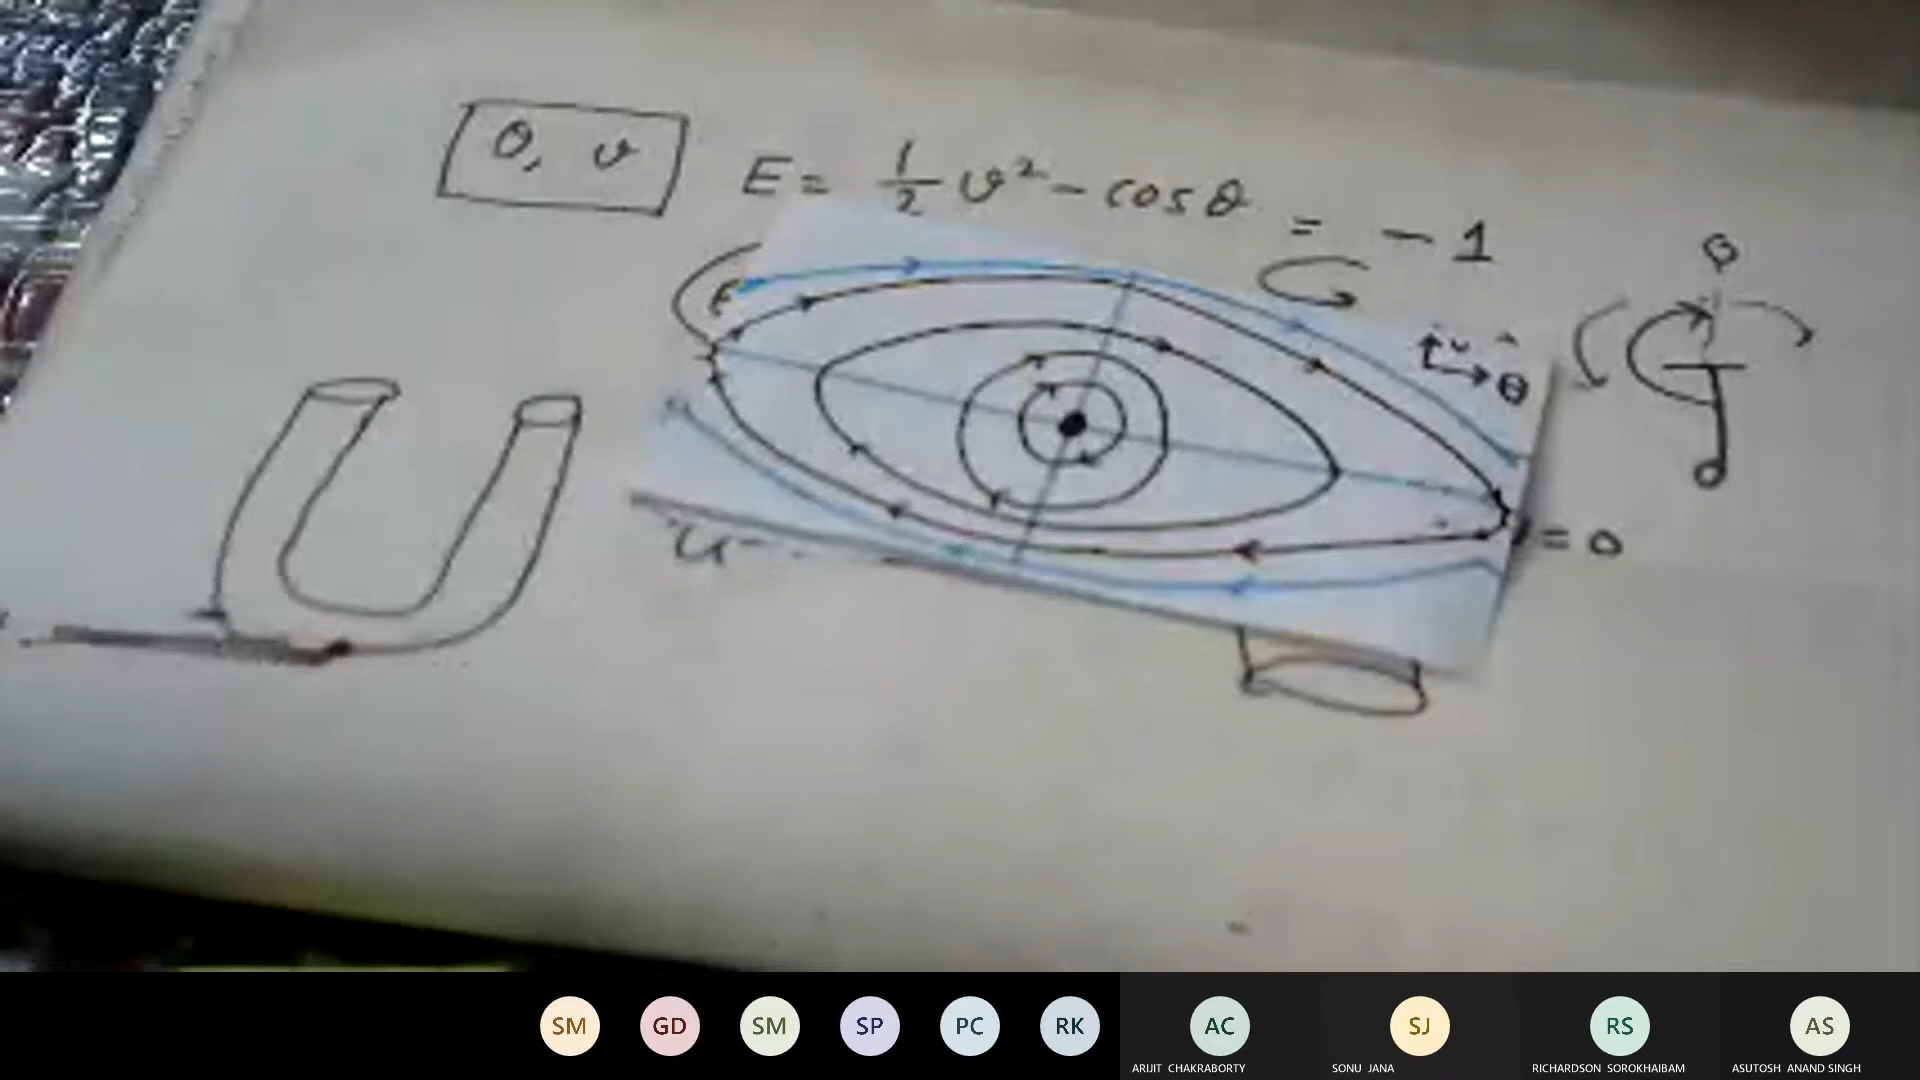 θ, v
E = 1/2 v² - cosθ = - 1
θ
v
θ
= 0
SM GD SM SP PC RK AC SJ RS AS
ARIJIT CHAKRABORTY SONU JANA RICHARDSON SOROKHAIBAM ASUTOSH ANAND SINGH